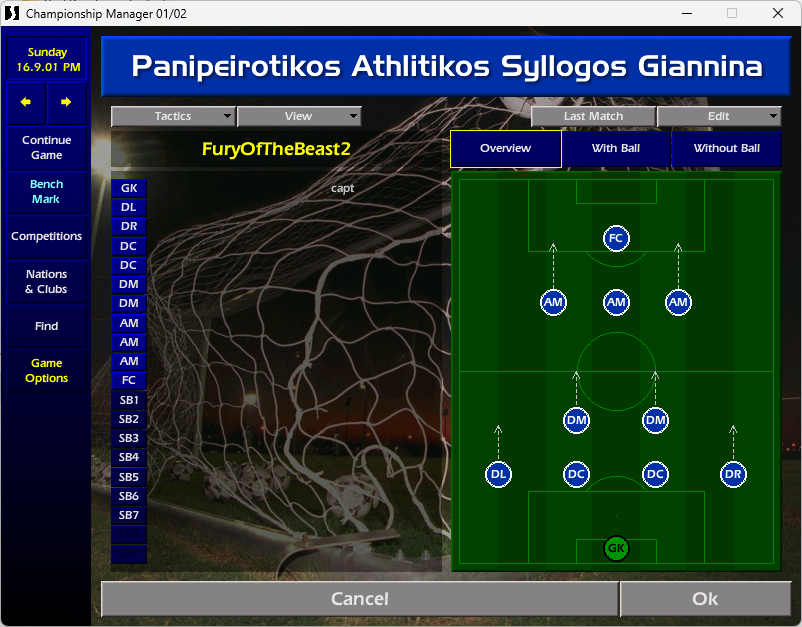 Championship Manager 01/02
Sunday
16.9.01 PM
Panipeirotikos Athlitikos Syllogos Giannina
Tactics
View
Last Match
Edit
FuryOfTheBeast2
Overview
With Ball
Without Ball
Continue
Game
Bench
Mark
Competitions
Nations
& Clubs
Find
Game
Options
GK capt
DL
DR
DC
DC
DM
DM
AM
AM
AM
FC
SB1
SB2
SB3
SB4
SB5
SB6
SB7
FC
AM AM AM
DM DM
DL DC DC DR
GK
Cancel
Ok